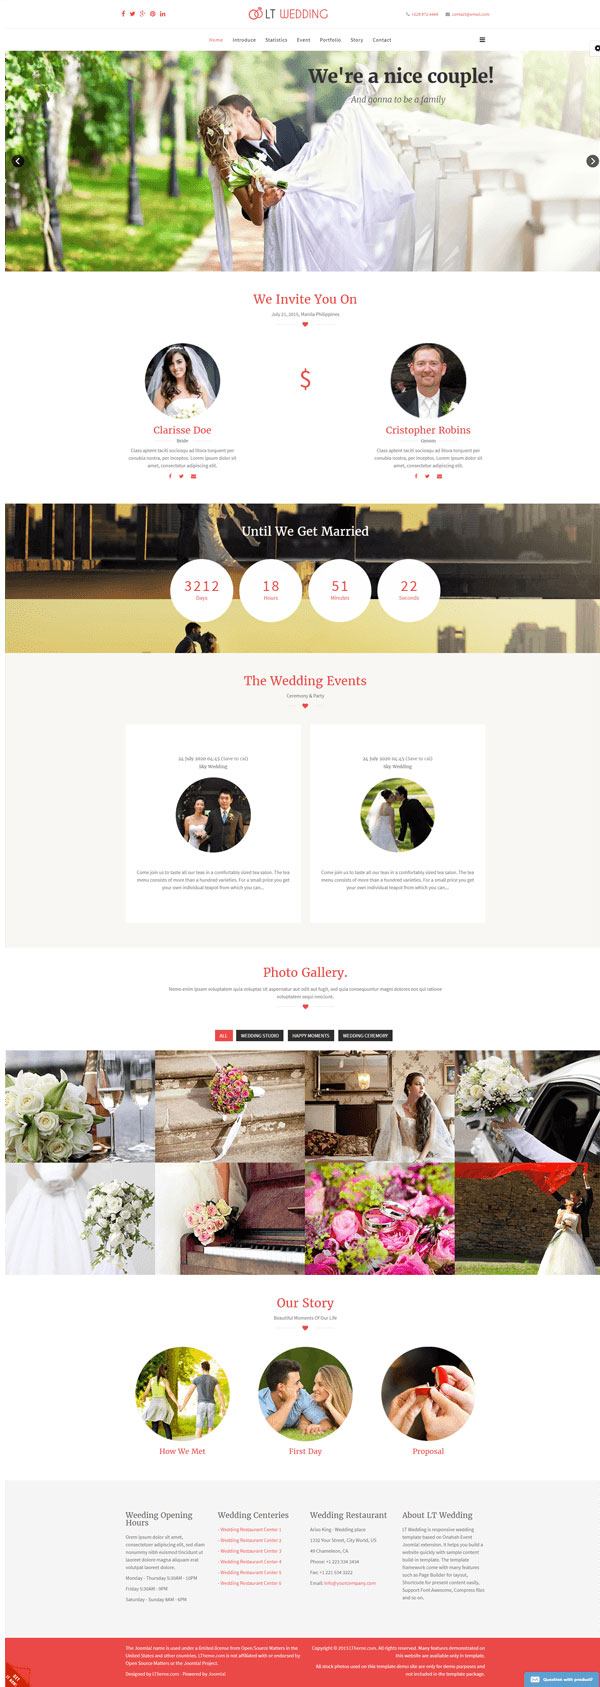 LT WEDDING
contact@email.com
Home Introduce Statistics Event Portfolio Story Contact
We're a nice couple!
And gonna to be a family
We Invite You On
July 21, 2015, Manila Philippines
$
Clarisse Doe
Bride
Class aptent taciti sociosqu ad litora torquent per
conubia nostra, per inceptos. Lorem ipsum dolor sit
amet, consectetur adipiscing elit.
Cristopher Robins
Groom
Class aptent taciti sociosqu ad litora torquent per
conubia nostra, per inceptos. Lorem ipsum dolor sit
amet, consectetur adipiscing elit.
Until We Get Married
3212 18 51 22
Days Hours Minutes Seconds
The Wedding Events
Ceremony & Party
24 July 2020 04:45 (Save to cal)
Sky Wedding
Come join us to taste all our teas in a comfortably sized tea salon. The tea
menu consists of more than a hundred varieties. For a small price you get
your own individual teapot from which you can...
24 July 2020 04:45 (Save to cal)
Sky Wedding
Come join us to taste all our teas in a comfortably sized tea salon. The tea
menu consists of more than a hundred varieties. For a small price you get
your own individual teapot from which you can...
Photo Gallery.
Nemo enim ipsam voluptatem quia voluptas sit aspernatur aut odit aut fugit, sed quia consequuntur magni dolores eos qui ratione
voluptatem sequi nesciunt.
ALL WEDDING STUDIO HAPPY MOMENTS WEDDING CEREMONY
Our Story
Beautiful Moments Of Our Life
How We Met First Day Proposal
Weeding Opening
Hours
Lorem ipsum dolor sit amet,
consectetuer adipiscing elit, sed diam
nonummy nibh euismod tincidunt ut
laoreet dolore magna aliquam erat
volutpat laoreet dolore.
Monday - Thursday 5:30AM - 10PM
Friday 5:30AM - 9PM
Saturday - Sunday 6AM - 6PM
Wedding Centeries
- Wedding Restaurant Center 1
- Wedding Restaurant Center 2
- Wedding Restaurant Center 3
- Wedding Restaurant Center 4
- Wedding Restaurant Center 5
- Wedding Restaurant Center 6
Wedding Restaurant
Ariso King - Wedding place
1332 Your Street, City World, US
49 Chameleon, CA
Phone: +1 221 534 3434
Fax: +1 221 534 3222
Email: info@yourcompany.com
About LT Wedding
LT Wedding is responsive wedding
template based on Onahah Event
Joomla! extension. It helps you build a
website quickly with sample content
build-in template. The template
framework come with many features
such as Page Builder for layout,
Shortcode for present content easily,
Support Font Awesome, Compress files
and so on.
The Joomla! name is used under a limited license from Open Source Matters in the
United States and other countries. LTheme.com is not affiliated with or endorsed by
Open Source Matters or the Joomla! Project.
Designed by LTheme.com - Powered by Joomla!
Copyright © 2015 LTheme.com. All rights reserved. Many features demonstrated on
this website are available only in template.
All stock photos used on this template demo site are only for demo purposes and
not included in the template package.
Question with product?